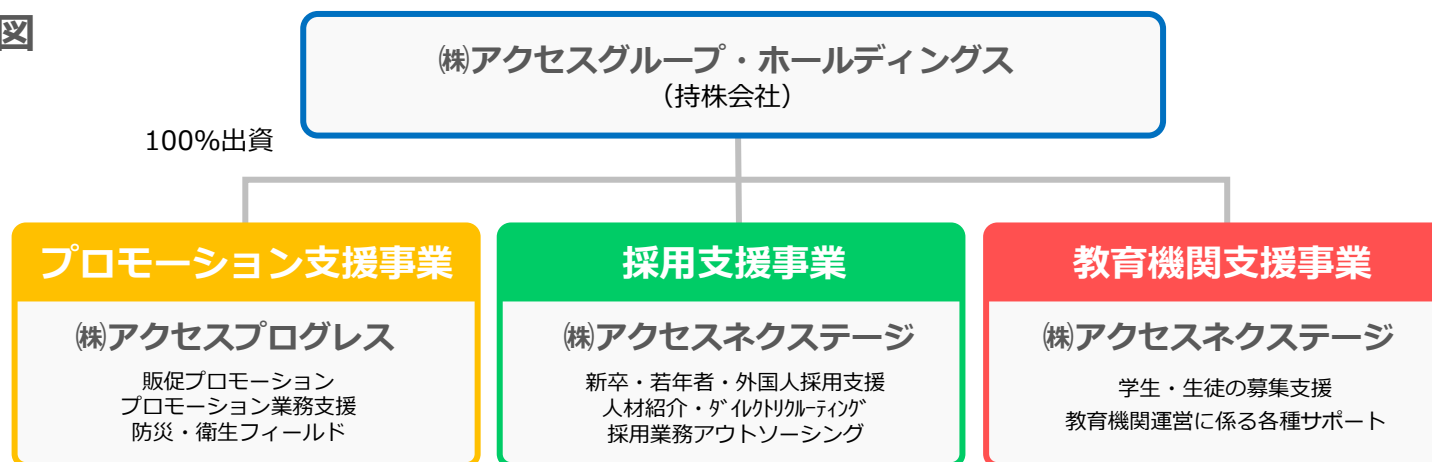 図
㈱アクセスグループ・ホールディングス
（持株会社）
100%出資
プロモーション支援事業
㈱アクセスプログレス
販促プロモーション
プロモーション業務支援
防災・衛生フィールド
採用支援事業
㈱アクセスネクステージ
新卒・若年者・外国人採用支援
人材紹介・ﾀﾞｲﾚｸﾄﾘｸﾙｰﾃｨﾝｸﾞ
採用業務アウトソーシング
教育機関支援事業
㈱アクセスネクステージ
学生・生徒の募集支援
教育機関運営に係る各種サポート